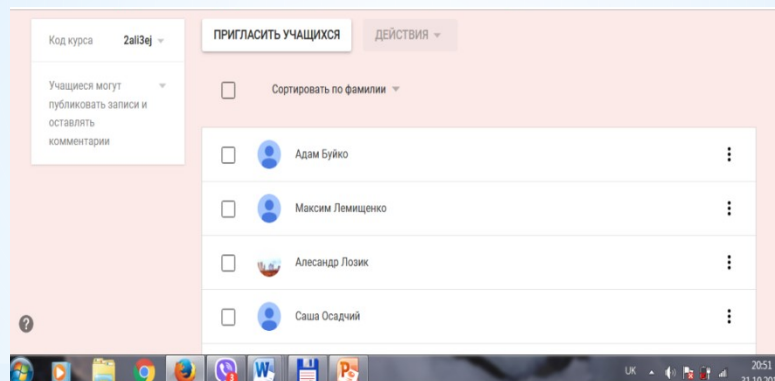 Код курса 2ali3ej
Учащиеся могут
публиковать записи и
оставлять
комментарии
ПРИГЛАСИТЬ УЧАЩИХСЯ ДЕЙСТВИЯ
Сортировать по фамилии
Адам Буйко
Максим Лемищенко
Алесандр Лозик
Саша Осадчий
UK 20:51